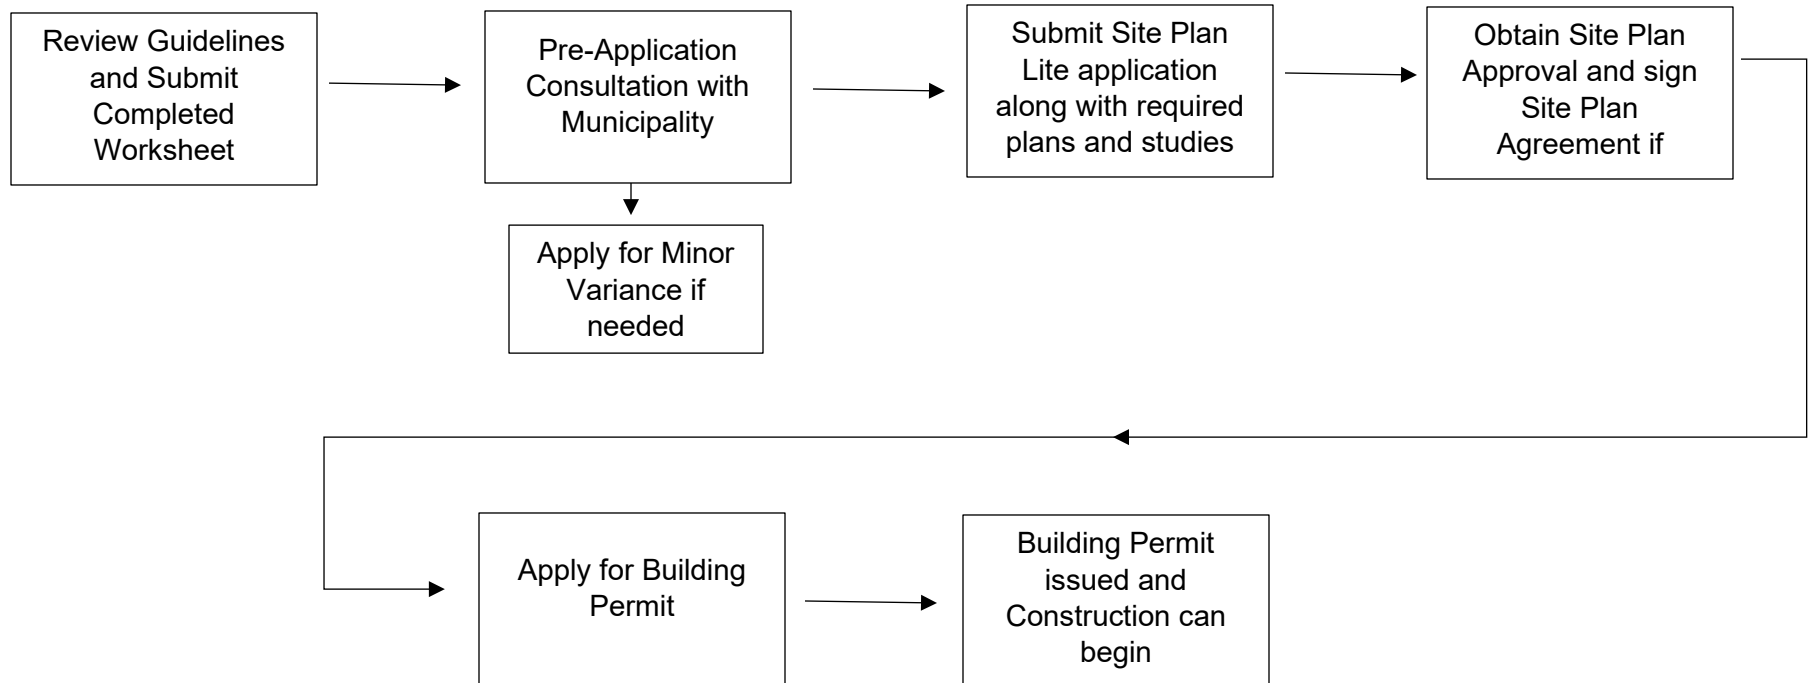 Review Guidelines
and Submit
Completed
Worksheet
Pre-Application
Consultation with
Municipality
Submit Site Plan
Lite application
along with required
plans and studies
Obtain Site Plan
Approval and sign
Site Plan
Agreement if
Apply for Minor
Variance if
needed
Apply for Building
Permit
Building Permit
issued and
Construction can
begin